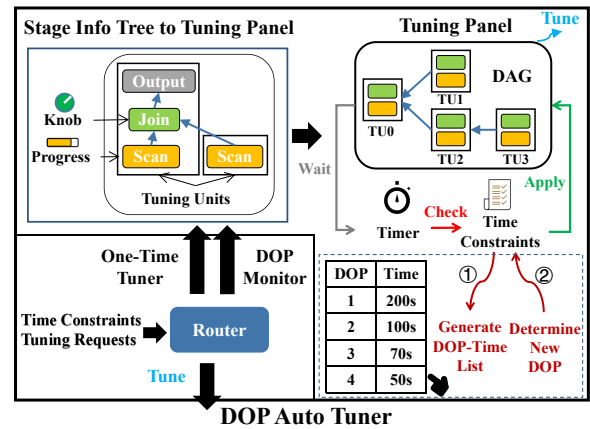 Stage Info Tree to Tuning Panel
Output
Knob
Join
Progress
Scan
Scan
Tuning Units
One-Time
Tuner
DOP
Monitor
Time Constraints
Tuning Requests
Router
Tune
Tuning Panel
Tune
DAG
TU0
TU1
TU2
TU3
Wait
Apply
Timer
Check
Time
Constraints
DOP Time
1 200s
2 100s
3 70s
4 50s
①
②
Generate
DOP-Time
List
Determine
New
DOP
DOP Auto Tuner